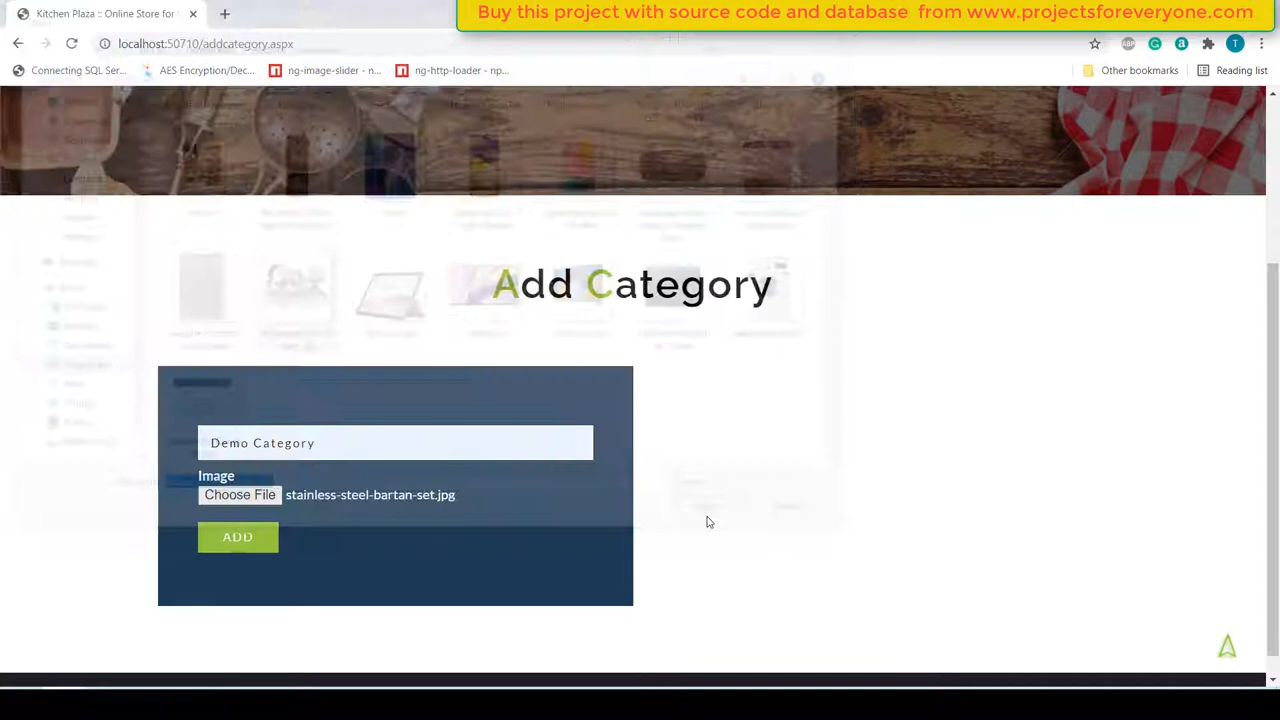 Kitchen Plaza :: Online Store for
Buy this project with source code and database from www.projectsforeveryone.com
localhost:50710/addcategory.aspx
Connecting SQL Ser...
AES Encryption/Dec...
ng-image-slider - n...
ng-http-loader - np...
Other bookmarks
Reading list
Add Category
Demo Category
Image
Choose File stainless-steel-bartan-set.jpg
ADD